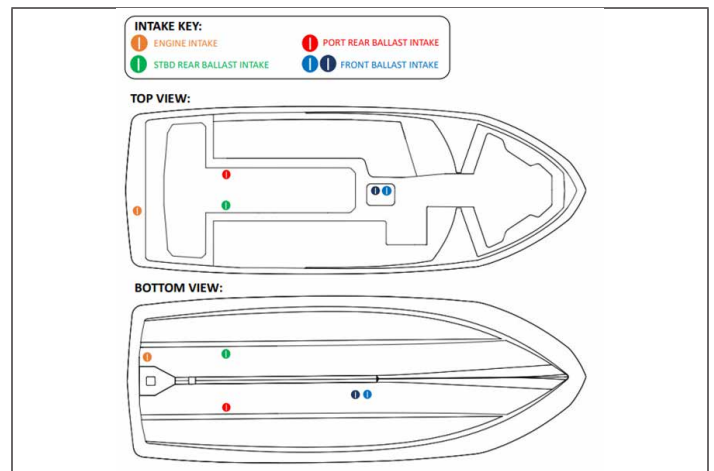 INTAKE KEY:
ENGINE INTAKE
PORT REAR BALLAST INTAKE
STBD REAR BALLAST INTAKE
FRONT BALLAST INTAKE
TOP VIEW:
BOTTOM VIEW: